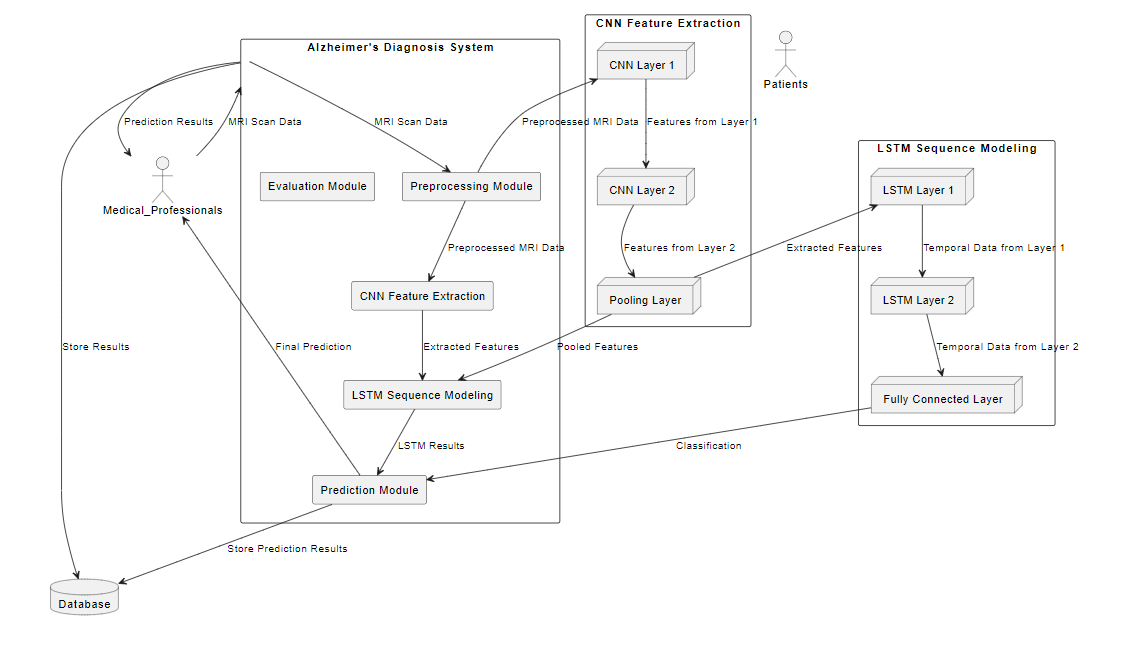 CNN Feature Extraction
Alzheimer's Diagnosis System
CNN Layer 1
Patients
Prediction Results
MRI Scan Data
MRI Scan Data
Preprocessed MRI Data
Features from Layer 1
LSTM Sequence Modeling
Evaluation Module
Preprocessing Module
CNN Layer 2
LSTM Layer 1
Medical_Professionals
Preprocessed MRI Data
Features from Layer 2
Extracted Features
Temporal Data from Layer 1
CNN Feature Extraction
Pooling Layer
LSTM Layer 2
Store Results
Final Prediction
Extracted Features
Pooled Features
Temporal Data from Layer 2
LSTM Sequence Modeling
Fully Connected Layer
LSTM Results
Classification
Prediction Module
Store Prediction Results
Database